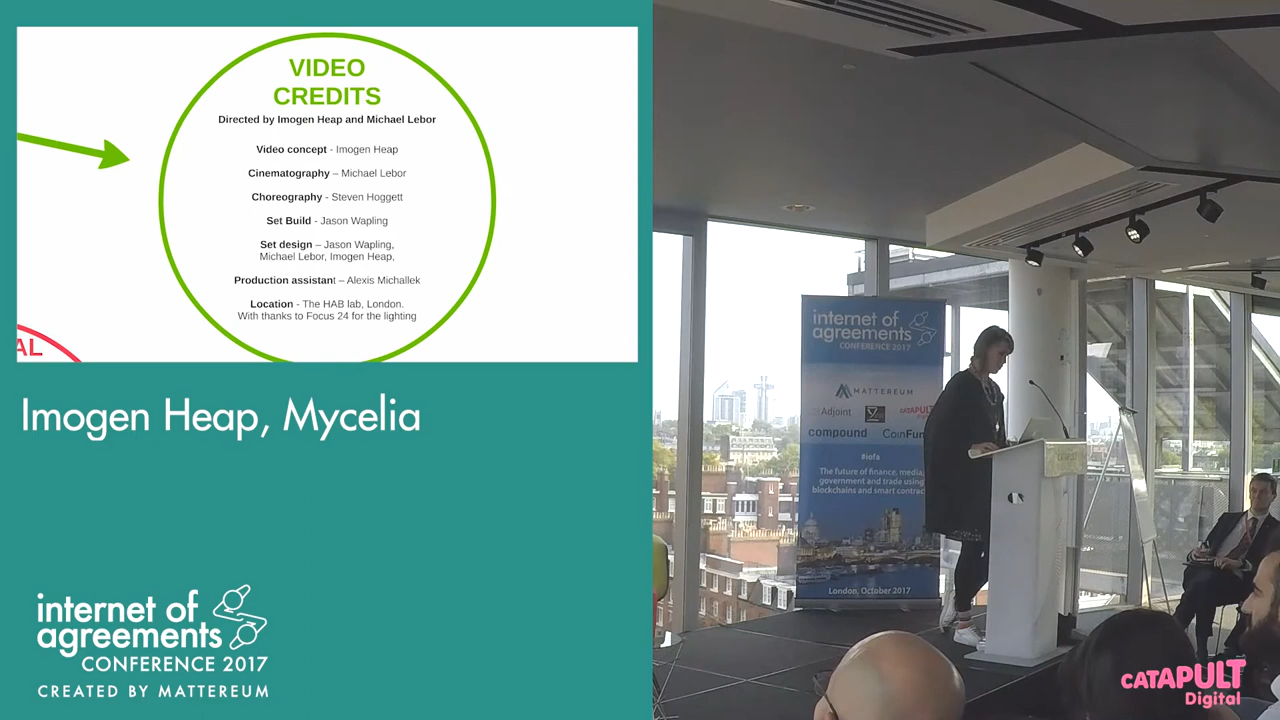 VIDEO
CREDITS
Directed by Imogen Heap and Michael Lebor
Video concept - Imogen Heap
Cinematography – Michael Lebor
Choreography - Steven Hoggett
Set Build - Jason Wapling
Set design – Jason Wapling,
Michael Lebor, Imogen Heap,
Production assistant – Alexis Michallek
Location - The HAB lab, London.
With thanks to Focus 24 for the lighting
AL
Imogen Heap, Mycelia
internet of
agreements
CONFERENCE 2017
CREATED BY MATTEREUM
internet of
agreements
CONFERENCE 2017
MATTEREUM
Adjoint
CATAPULT
compound
CoinFun
#iofa
The future of finance, media,
government and trade using
blockchains and smart contrac
London, October 2017
CATAPULT
Digital